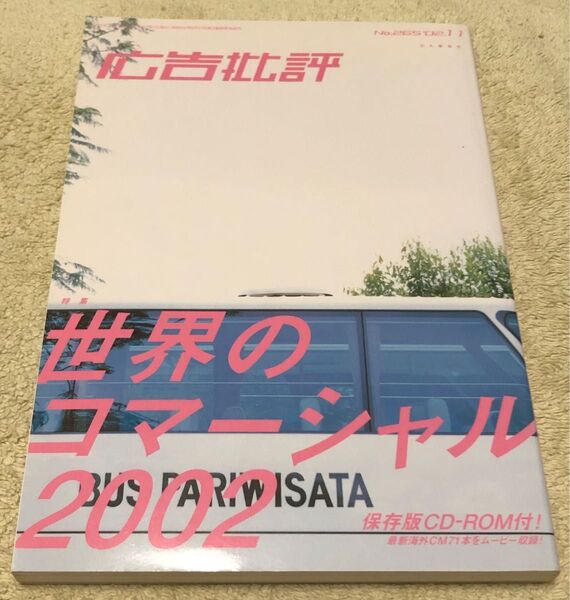 No.265 '02.11
広告批評
特集
世界の
コマーシャル
2002
BUS PARIWISATA
保存版CD-ROM付！
最新海外CM71本をムービー収録！